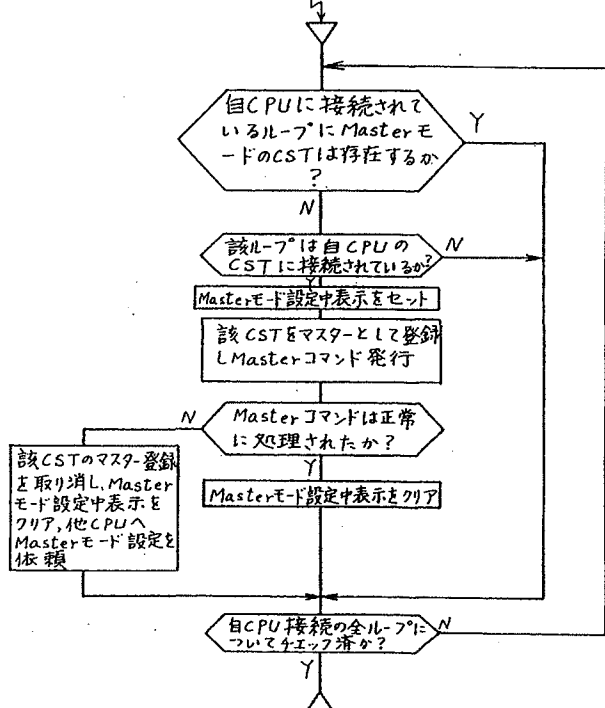 自CPUに接続されて
いるループにMasterモ
ードのCSTは存在するか
?
Y
N
該ループは自CPUの
CSTに接続されているか?
N
Y
Masterモード設定中表示をセット
該CSTをマスターとして登録
しMasterコマンド発行
Masterコマンドは正常
に処理されたか?
N
Y
該CSTのマスター登録
を取り消し、Master
モード設定中表示を
クリア,他CPUへ
Masterモード設定を
依頼
Masterモード設定中表示をクリア
自CPU接続の全ループに
ついてチェック済か?
N
Y